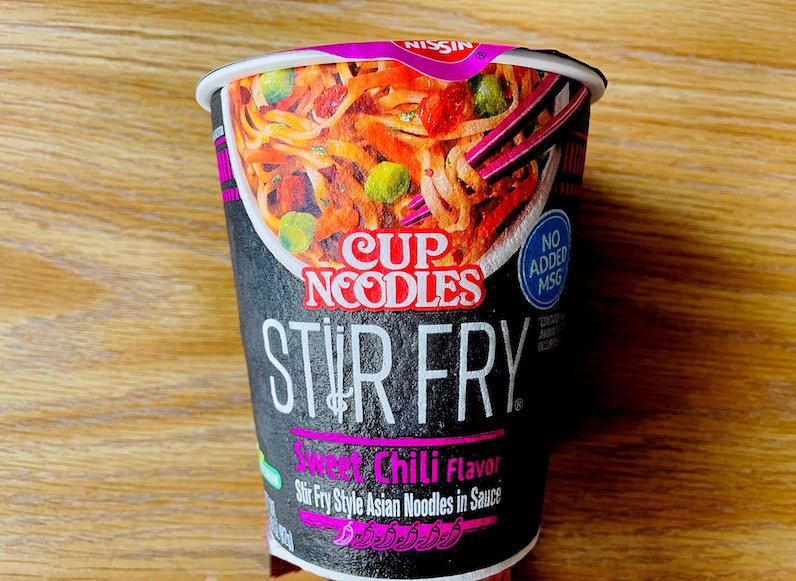 NISSIN
CUP
NOODLES
NO
ADDED
MSG*
STIR FRY®
Sweet Chili Flavor
Stir Fry Style Asian Noodles in Sauce